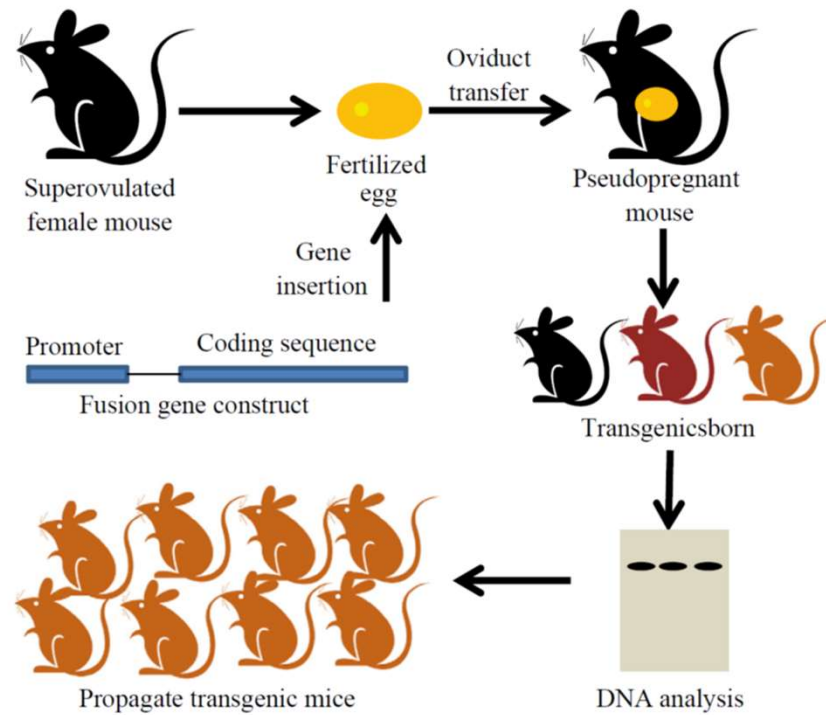 Superovulated
female mouse
Fertilized
egg
Oviduct
transfer
Pseudopregnant
mouse
Gene
insertion
Promoter
Coding sequence
Fusion gene construct
Transgenicsborn
DNA analysis
Propagate transgenic mice